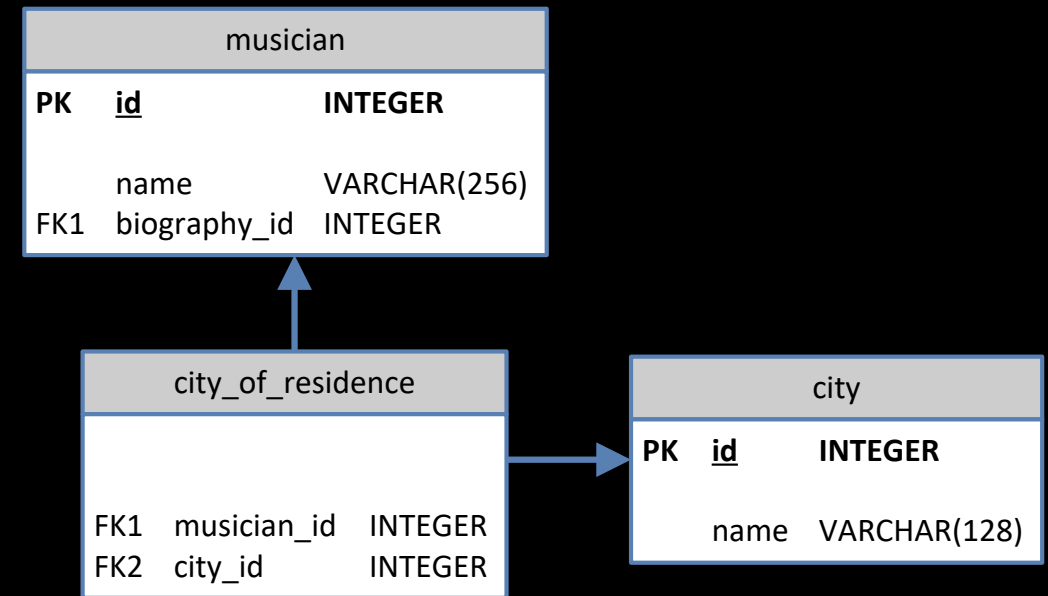 musician
PK id INTEGER
name VARCHAR(256)
FK1 biography_id INTEGER
city_of_residence
FK1 musician_id INTEGER
FK2 city_id INTEGER
city
PK id INTEGER
name VARCHAR(128)